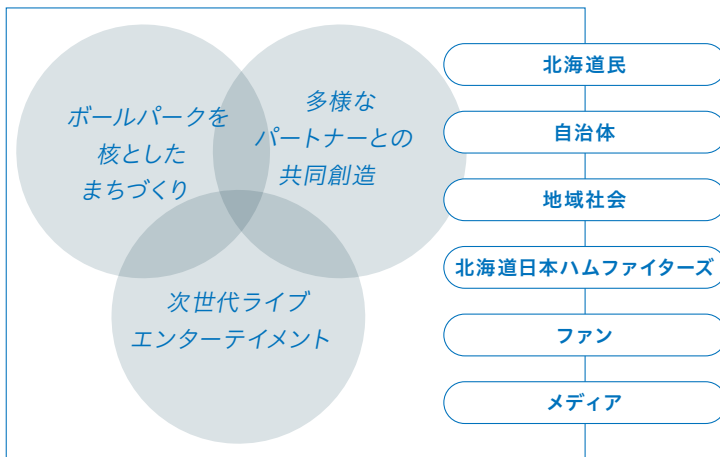 ボールパークを
核とした
まちづくり
多様な
パートナーとの
共同創造
次世代ライブ
エンターテイメント
北海道民
自治体
地域社会
北海道日本ハムファイターズ
ファン
メディア